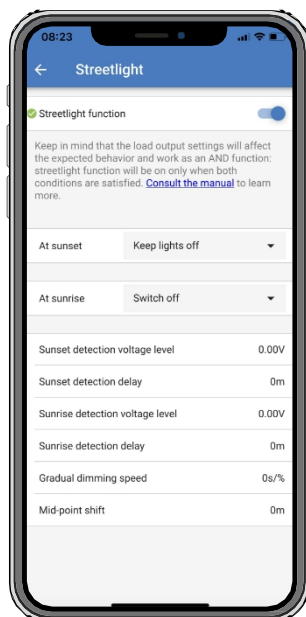 08:23
Streetlight
Streetlight function
Keep in mind that the load output settings will affect
the expected behavior and work as an AND function:
streetlight function will be on only when both
conditions are satisfied. Consult the manual to learn
more.
At sunset Keep lights off
At sunrise Switch off
Sunset detection voltage level 0.00V
Sunset detection delay 0m
Sunrise detection voltage level 0.00V
Sunrise detection delay 0m
Gradual dimming speed 0s/%
Mid-point shift 0m